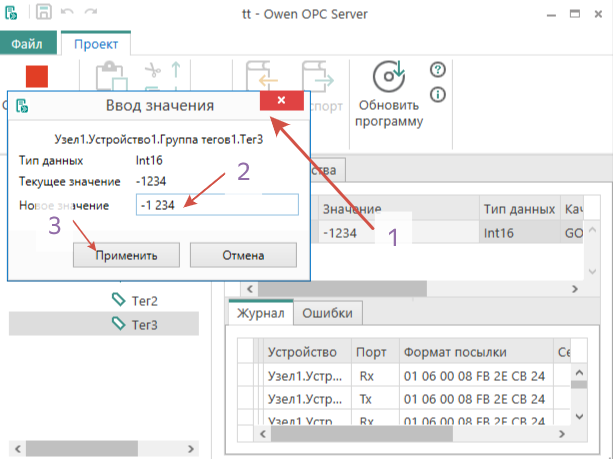 tt - Owen OPC Server
Файл
Проект
спорт
Обновить
программу
Ввод значения
Узел1.Устройство1.Группа тегов1.Тег3
Тип данных Int16
Текущее значение -1234
Новое значение -1 234
Применить Отмена
1
2
3
ства
Значение Тип данных Кач
-1234 Int16 GO
Тег2
Тег3
Журнал Ошибки
Устройство Порт Формат посылки Се
Узел1.Устр... Rx 01 06 00 08 FB 2E CB 24
Узел1.Устр... Tx 01 06 00 08 FB 2E CB 24
Узел1.Устр... Rx 01 06 00 08 FB 2E CB 24